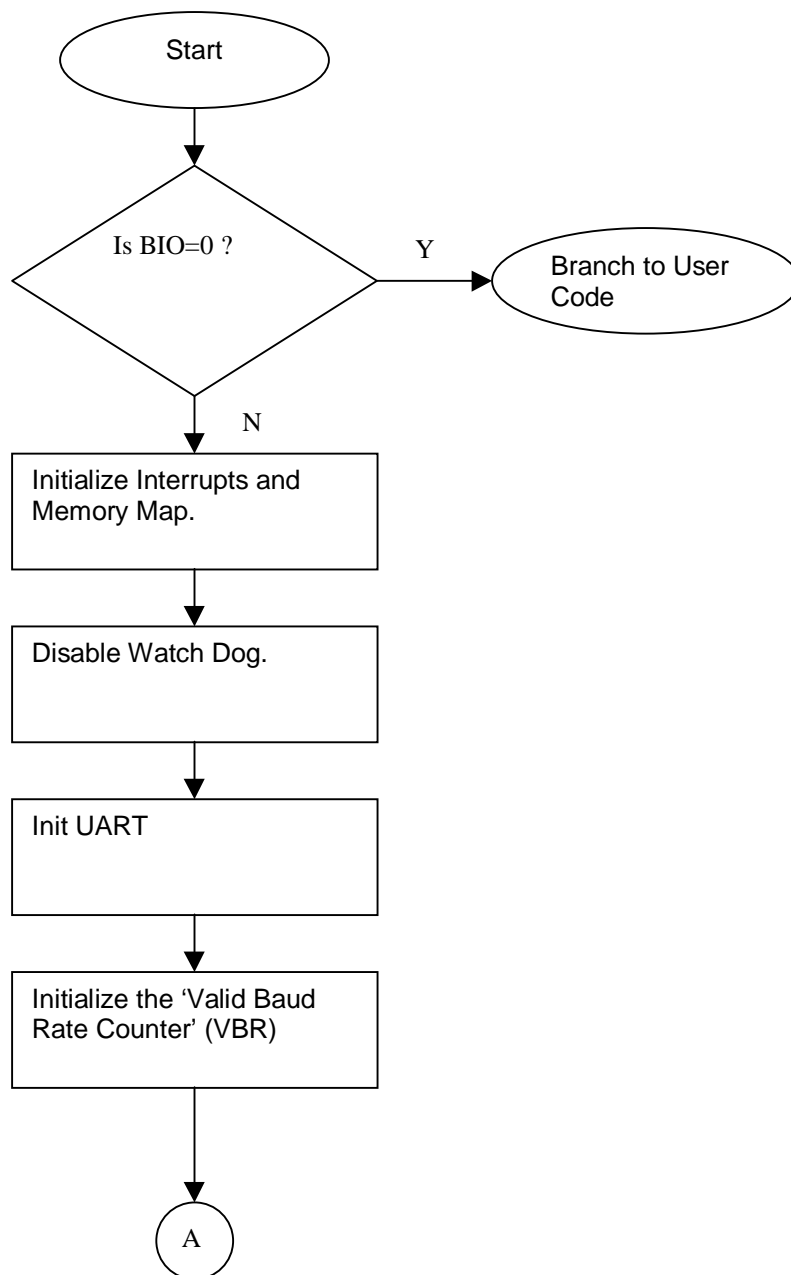 Start
Is BIO=0 ?
Y
Branch to User
Code
N
Initialize Interrupts and
Memory Map.
Disable Watch Dog.
Init UART
Initialize the ‘Valid Baud
Rate Counter’ (VBR)
A